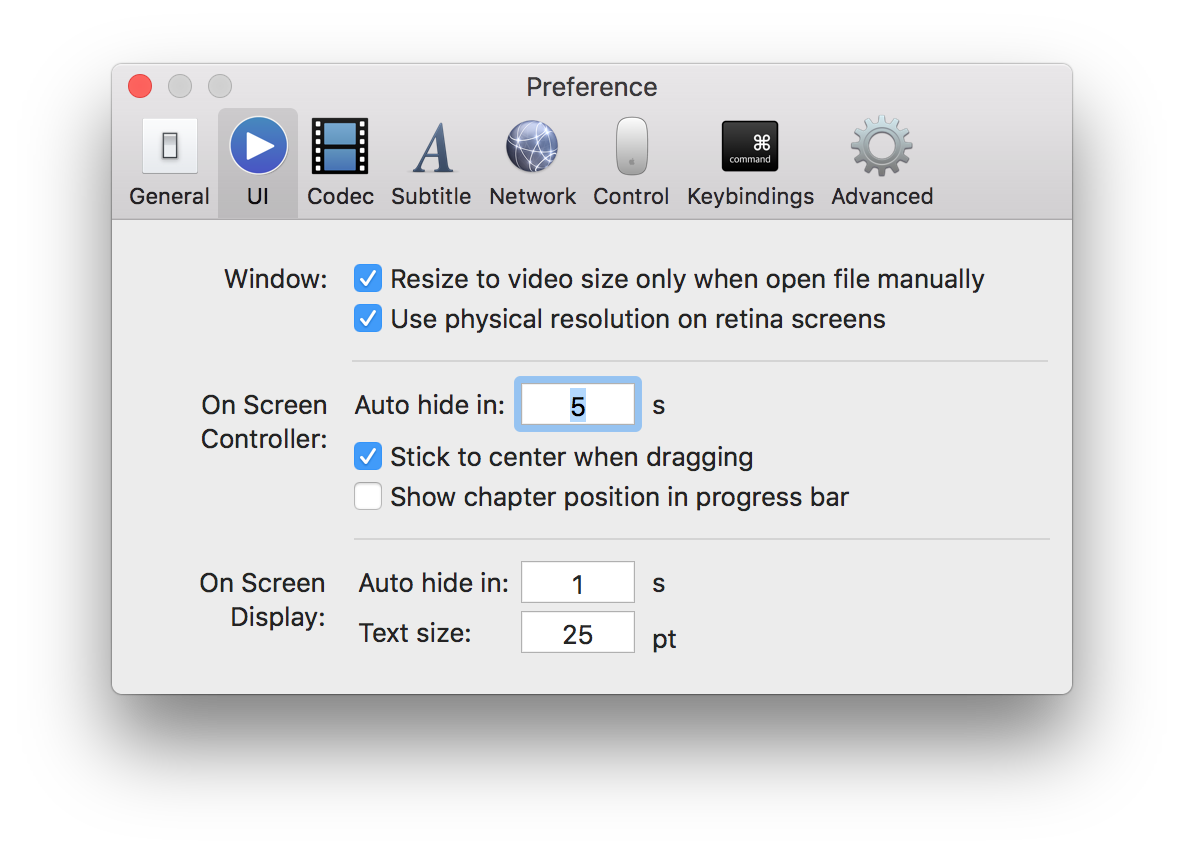 Preference
⌘
command
General
UI
Codec
Subtitle
Network
Control
Keybindings
Advanced
Window:
Resize to video size only when open file manually
Use physical resolution on retina screens
On Screen
Controller:
Auto hide in: 5 s
Stick to center when dragging
Show chapter position in progress bar
On Screen
Display:
Auto hide in: 1 s
Text size: 25 pt